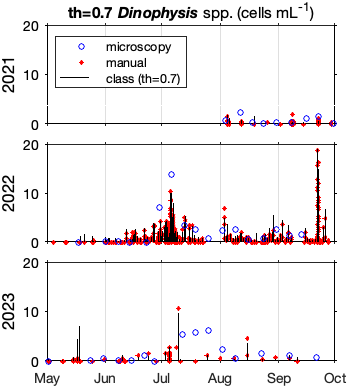 th=0.7 Dinophysis spp. (cells mL⁻¹)
20
microscopy
manual
class (th=0.7)
10
2021
0
20
10
2022
0
20
10
2023
0
May Jun Jul Aug Sep Oct